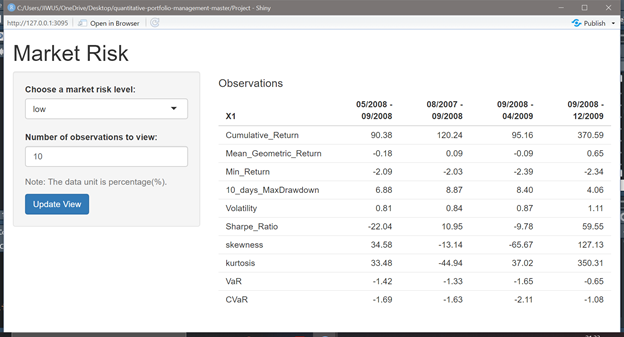 C:/Users/JIWU5/OneDrive/Desktop/quantitative-portfolio-management-master/Project - Shiny
http://127.0.0.1:3095 Open in Browser Publish
Market Risk
Choose a market risk level:
low
Number of observations to view:
10
Note: The data unit is percentage(%).
Update View
Observations
05/2008 - 08/2007 - 09/2008 - 09/2008 -
X1 09/2008 09/2008 04/2009 12/2009
Cumulative_Return 90.38 120.24 95.16 370.59
Mean_Geometric_Return -0.18 0.09 -0.09 0.65
Min_Return -2.09 -2.03 -2.39 -2.34
10_days_MaxDrawdown 6.88 8.87 8.40 4.06
Volatility 0.81 0.84 0.87 1.11
Sharpe_Ratio -22.04 10.95 -9.78 59.55
skewness 34.58 -13.14 -65.67 127.13
kurtosis 33.48 -44.94 37.02 350.31
VaR -1.42 -1.33 -1.65 -0.65
CVaR -1.69 -1.63 -2.11 -1.08